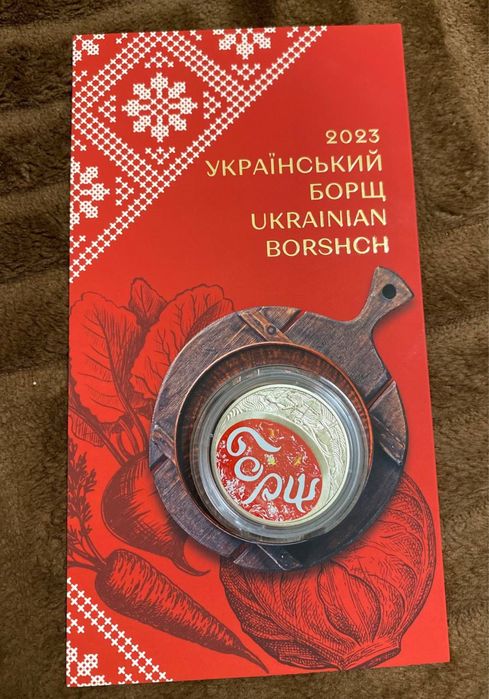 2023
УКРАЇНСЬКИЙ
БОРЩ
UKRAINIAN
BORSHCH
Борщ